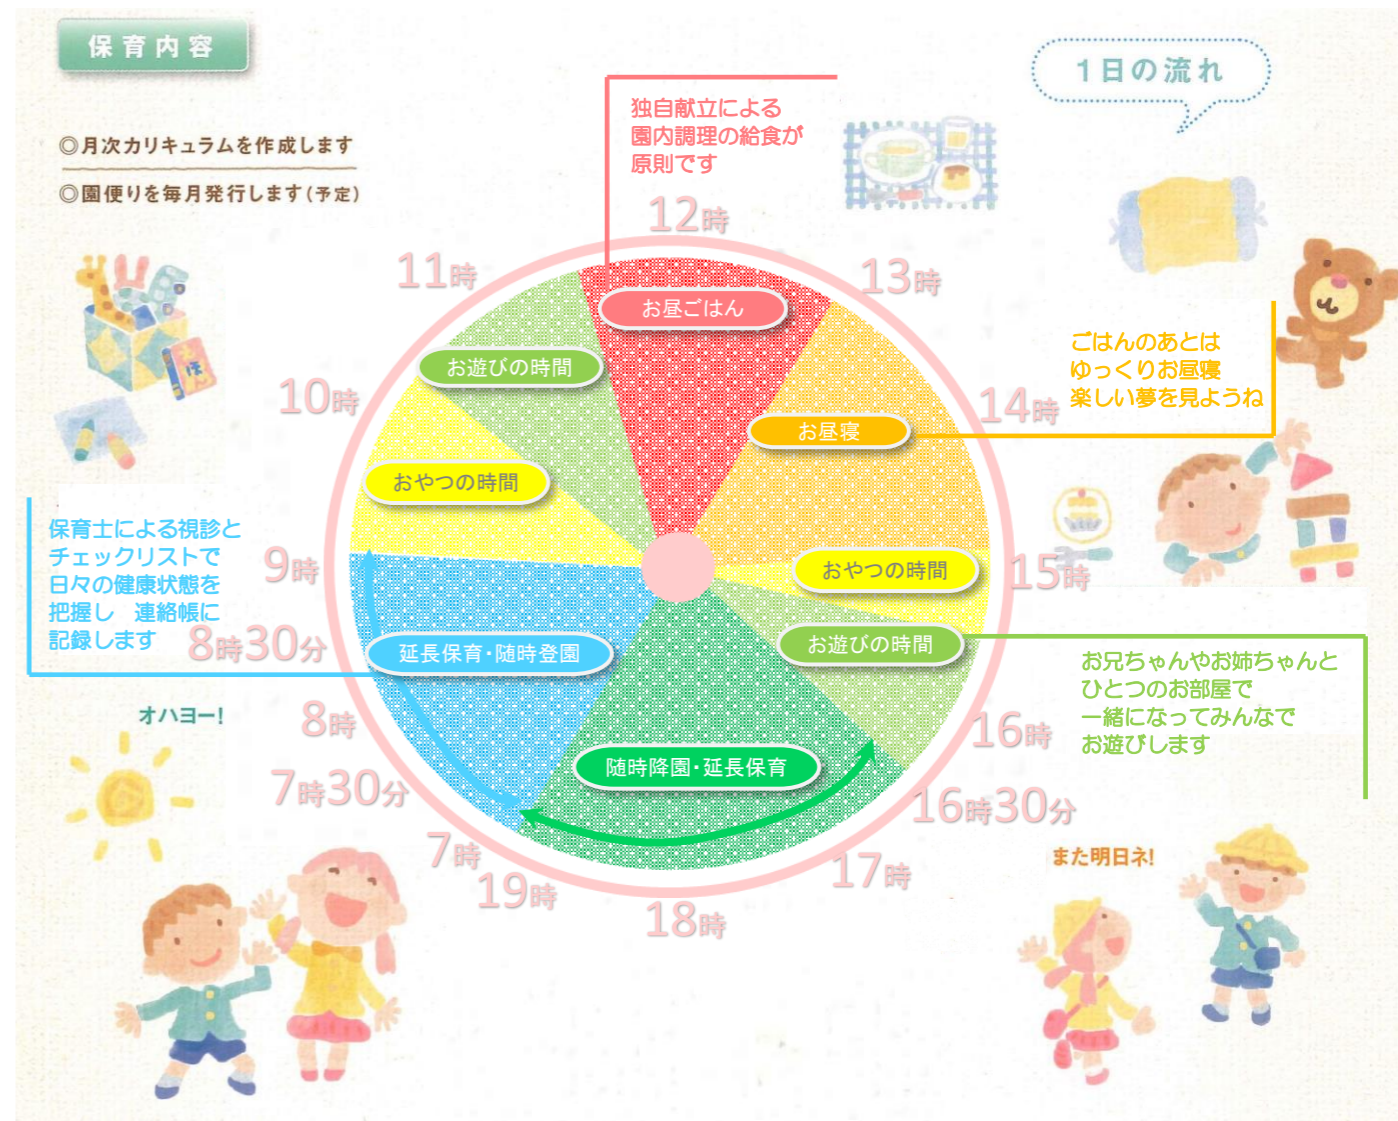 保育内容
1日の流れ
◎月次カリキュラムを作成します
◎園便りを毎月発行します(予定)
独自献立による
園内調理の給食が
原則です
12時
11時
13時
お昼ごはん
お遊びの時間
10時
14時
ごはんのあとは
ゆっくりお昼寝
楽しい夢を見ようね
お昼寝
おやつの時間
えほん
保育士による視診と
チェックリストで
日々の健康状態を
把握し 連絡帳に
記録します
9時
おやつの時間
15時
8時30分
延長保育・随時登園
お遊びの時間
お兄ちゃんやお姉ちゃんと
ひとつのお部屋で
一緒になってみんなで
お遊びします
オハヨー!
8時
16時
随時降園・延長保育
7時30分
16時30分
7時
17時
また明日ネ!
19時
18時